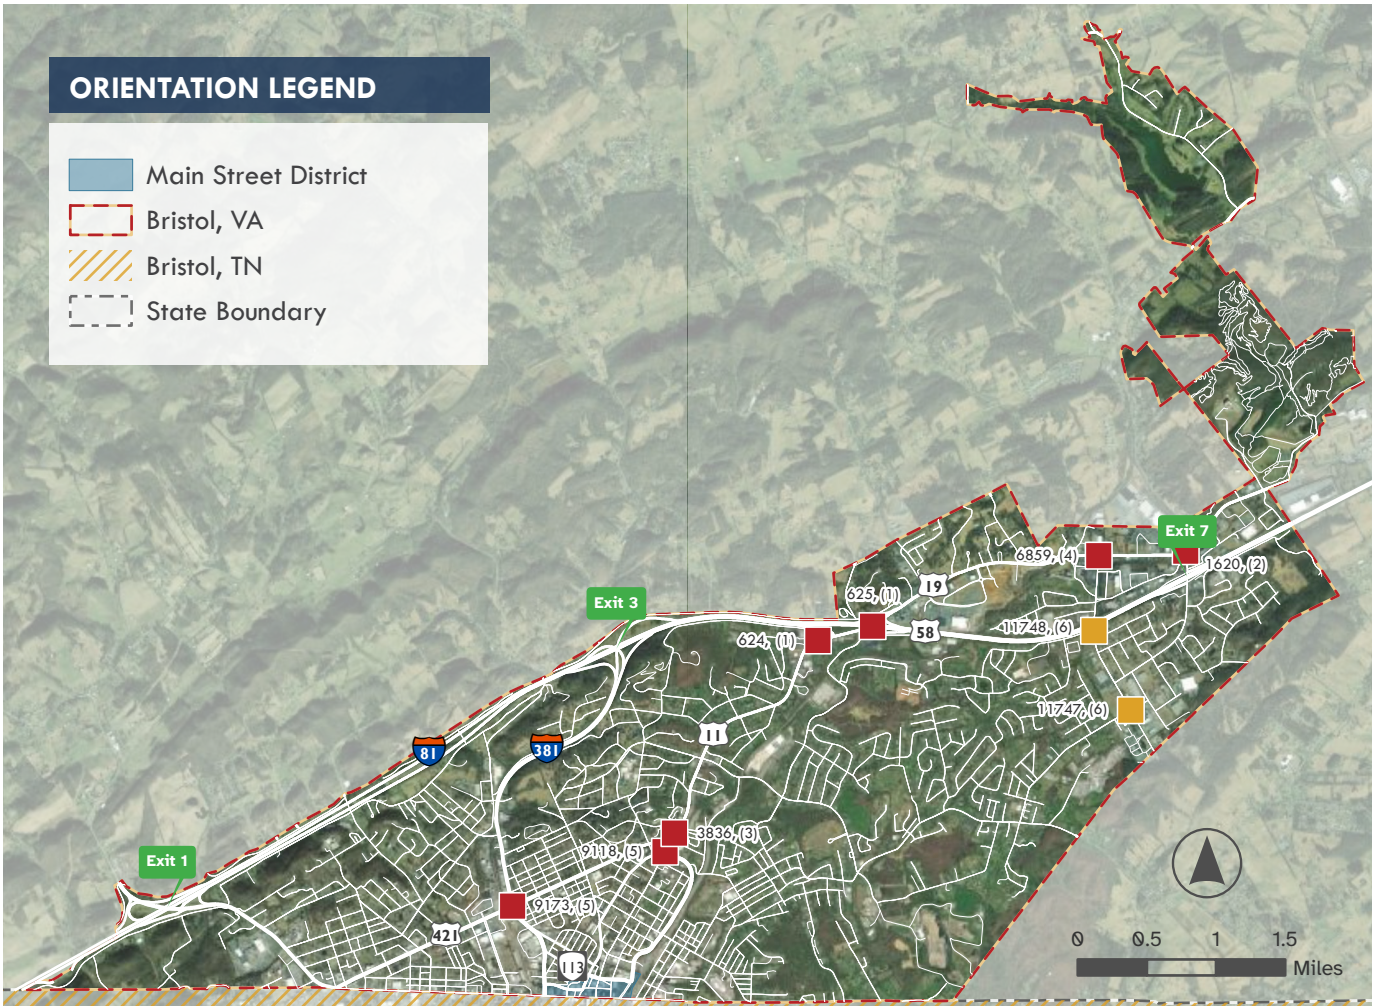 ORIENTATION LEGEND
Main Street District
Bristol, VA
Bristol, TN
State Boundary
Exit 7
6859, (4)
1620, (2)
19
625, (1)
Exit 3
624, (1)
58
11748, (6)
11747, (6)
11
81
381
3836, (3)
9118, (5)
Exit 1
9173, (5)
421
113
0 0.5 1 1.5
Miles